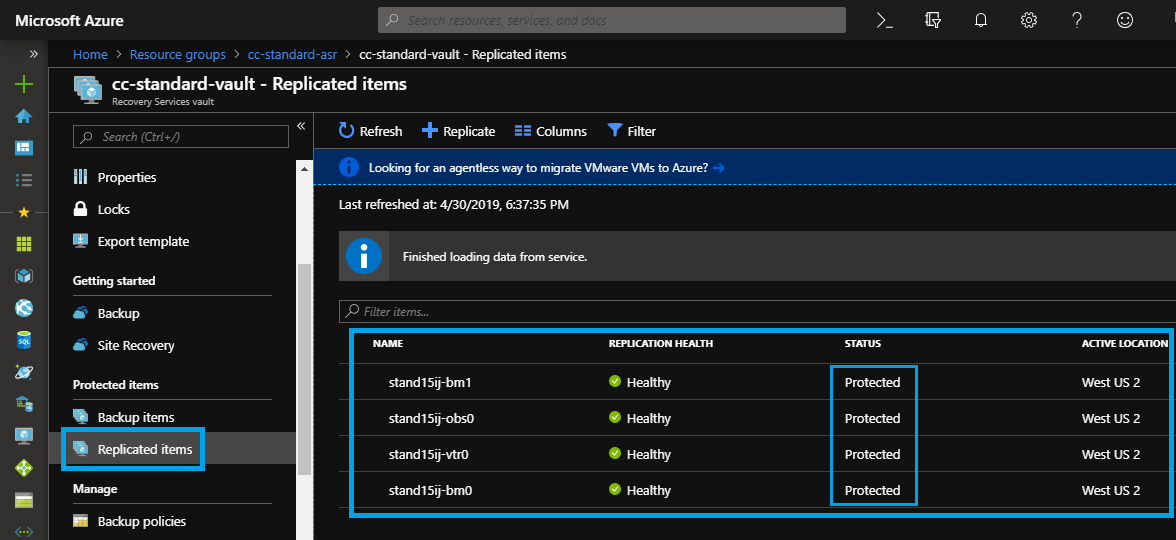 Microsoft Azure
Search resources, services, and docs
Home > Resource groups > cc-standard-asr > cc-standard-vault - Replicated items
cc-standard-vault - Replicated items
Recovery Services vault
Search (Ctrl+/)
Properties
Locks
Export template
Getting started
Backup
Site Recovery
Protected items
Backup items
Replicated items
Manage
Backup policies
Refresh Replicate Columns Filter
Looking for an agentless way to migrate VMware VMs to Azure? →
Last refreshed at: 4/30/2019, 6:37:35 PM
Finished loading data from service.
Filter items...
NAME REPLICATION HEALTH STATUS ACTIVE LOCATION
stand15ij-bm1 Healthy Protected West US 2
stand15ij-obs0 Healthy Protected West US 2
stand15ij-vtr0 Healthy Protected West US 2
stand15ij-bm0 Healthy Protected West US 2
SQL